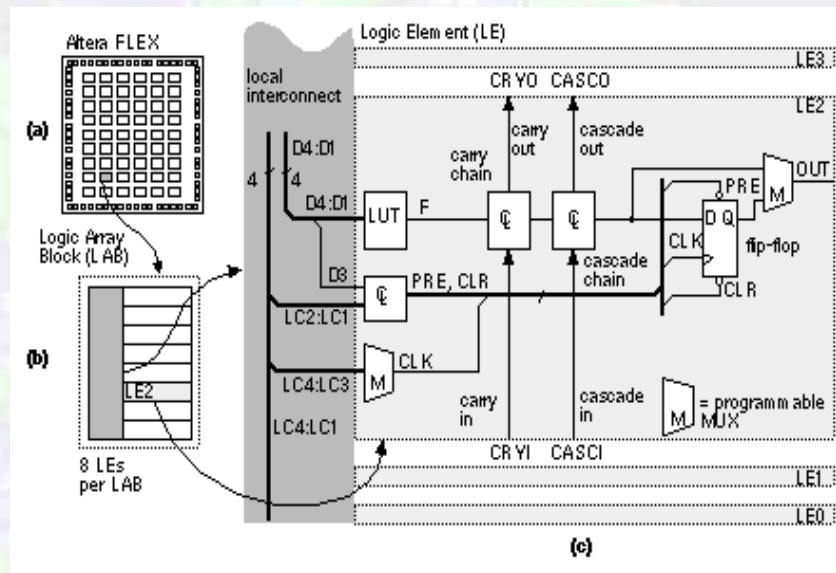 Altera FLEX
(a)
Logic Array
Block (LAB)
(b)
LE2
8 LEs
per LAB
local
interconnect
4
4
D4:D1
D4:D1
D3
LC2:LC1
LC4:LC3
LC4:LC1
Logic Element (LE)
LE3
CRYO CASCO
LE2
carry
chain
carry
out
cascade
out
LUT
F
PRE, CLR
cascade
chain
M
CLK
PRE
D Q
CLK
CLR
flip-flop
M
OUT
carry
in
cascade
in
M
= programmable
MUX
CRYI CASCI
LE1
LE0
(c)